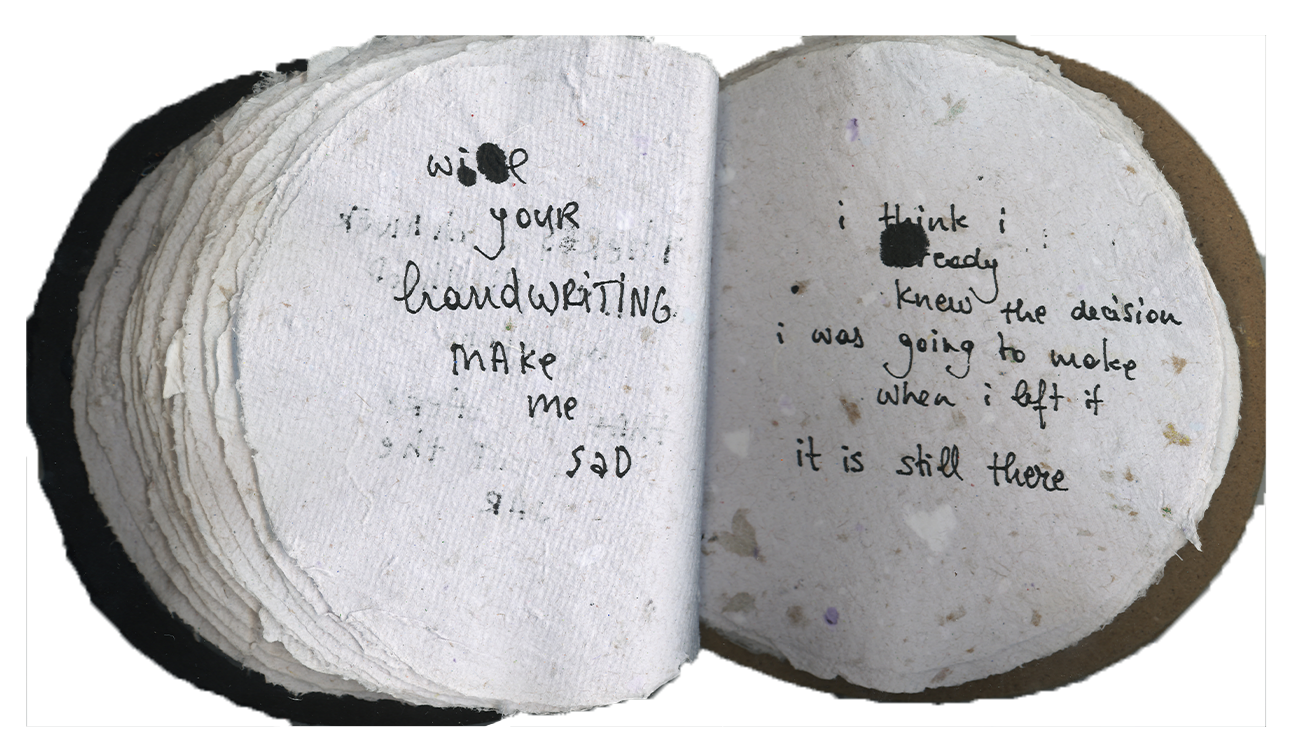 your
handWRiTiNG
mAke
me
saD
i think i
ready
knew the decision
i was going to make
when i left it
it is still there